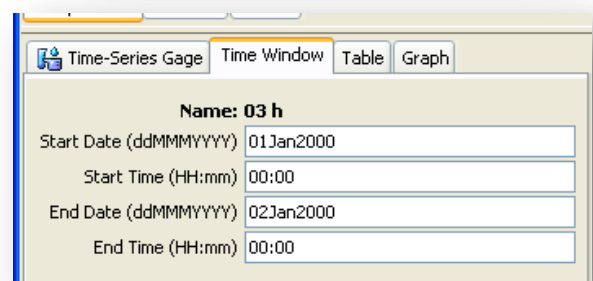 Time-Series Gage Time Window Table Graph
Name: 03 h
Start Date (ddMMMYYYY) 01Jan2000
Start Time (HH:mm) 00:00
End Date (ddMMMYYYY) 02Jan2000
End Time (HH:mm) 00:00